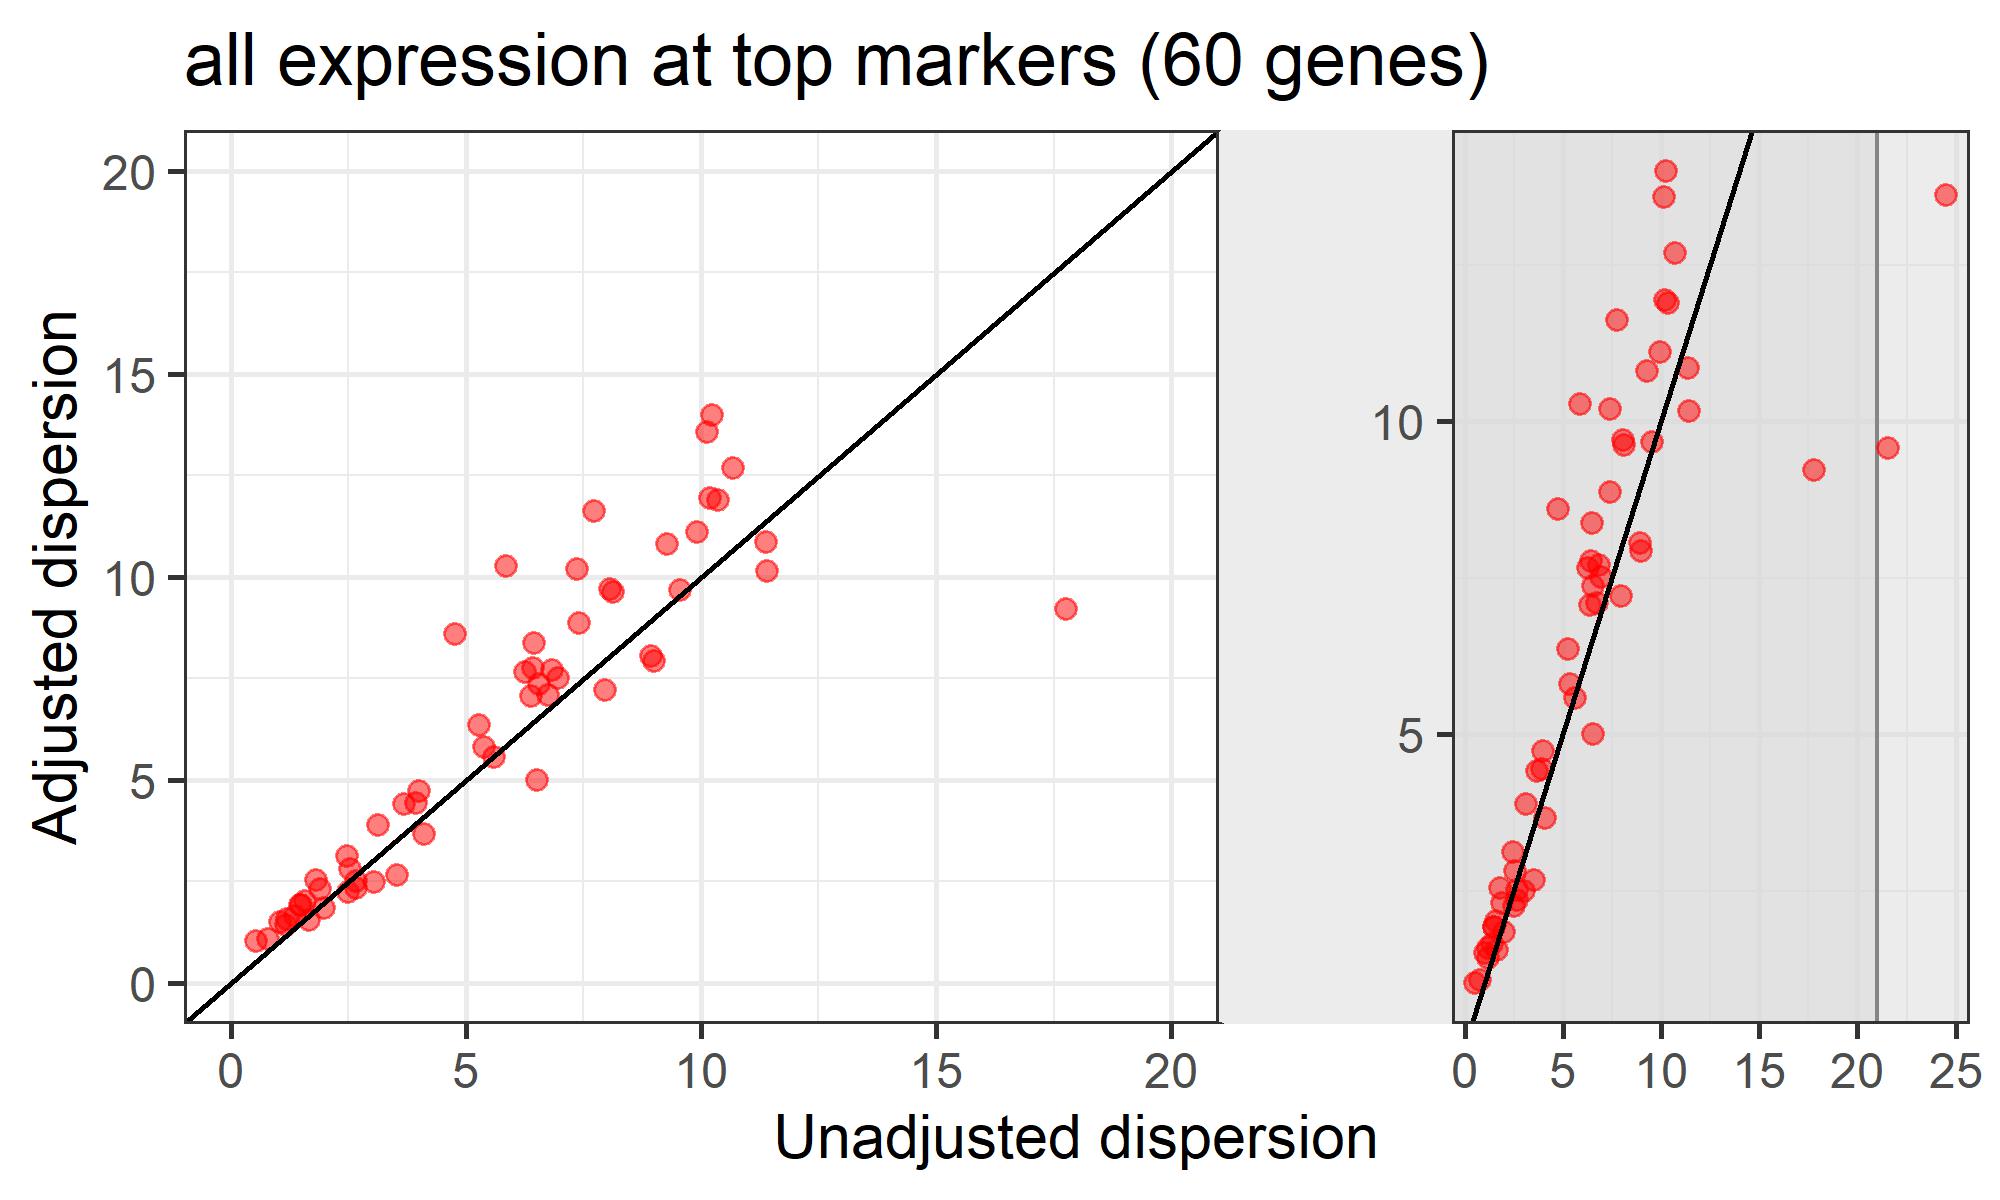 all expression at top markers (60 genes)
Adjusted dispersion
20
15
10
5
0
0 5 10 15 20
10
5
0 5 10 15 20 25
Unadjusted dispersion